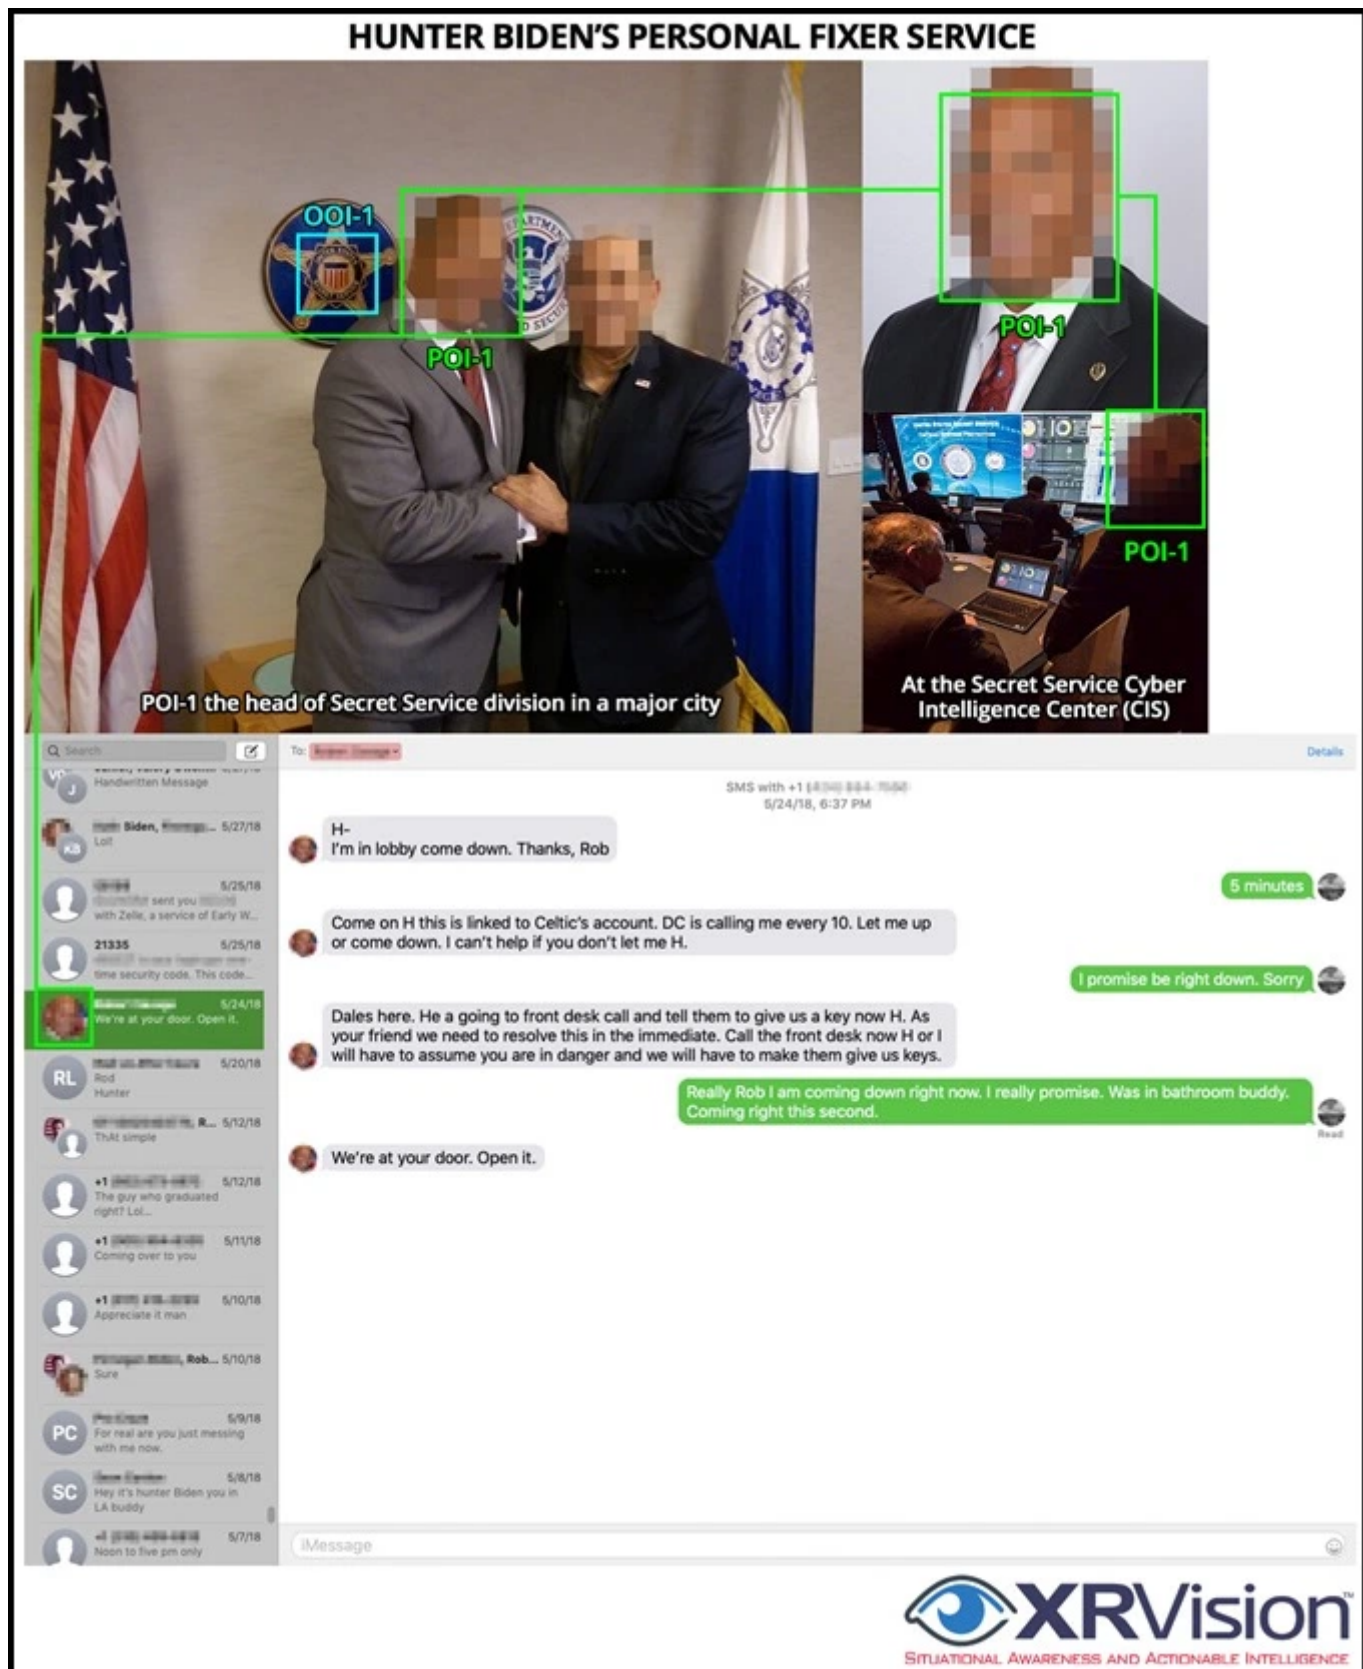 HUNTER BIDEN'S PERSONAL FIXER SERVICE
OOI-1
POI-1
POI-1
POI-1
POI-1 the head of Secret Service division in a major city
At the Secret Service Cyber
Intelligence Center (CIS)
Search
Handwritten Message
Biden, 5/27/18
Lol!
KB
5/25/18
sent you
with Zelle, a service of Early W...
21335 5/25/18
time security code. This code...
5/24/18
We're at your door. Open it.
RL
5/20/18
Rod
Hunter
R... 5/12/18
ThAt simple
+1 5/12/18
The guy who graduated
right? Lol...
+1 5/11/18
Coming over to you
+1 5/10/18
Appreciate it man
, Rob... 5/10/18
Sure
PC
5/9/18
For real are you just messing
with me now.
SC
5/8/18
Hey it's hunter Biden you in
LA buddy
5/7/18
Noon to five pm only
To:
Details
SMS with +1
5/24/18, 6:37 PM
H-
I'm in lobby come down. Thanks, Rob
5 minutes
Come on H this is linked to Celtic's account. DC is calling me every 10. Let me up
or come down. I can't help if you don't let me H.
I promise be right down. Sorry
Dales here. He a going to front desk call and tell them to give us a key now H. As
your friend we need to resolve this in the immediate. Call the front desk now H or I
will have to assume you are in danger and we will have to make them give us keys.
Really Rob I am coming down right now. I really promise. Was in bathroom buddy.
Coming right this second.
Read
We're at your door. Open it.
iMessage
XRVision™
SITUATIONAL AWARENESS AND ACTIONABLE INTELLIGENCE